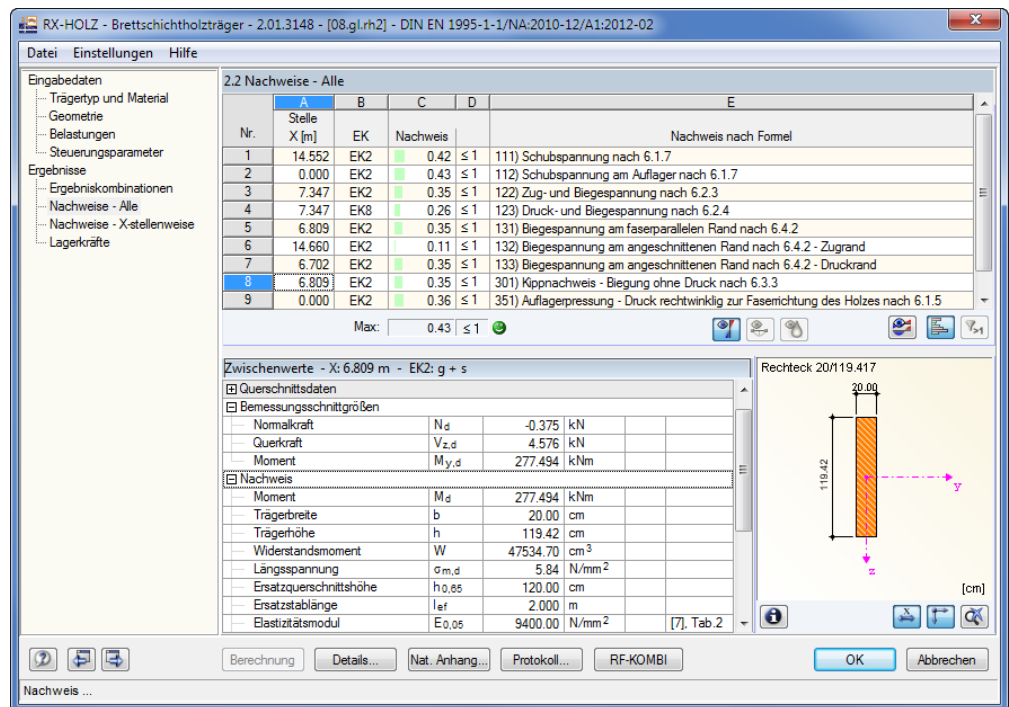 RX-HOLZ - Brettschichtholzträger - 2.01.3148 - [08.gl.rh2] - DIN EN 1995-1-1/NA:2010-12/A1:2012-02
Datei Einstellungen Hilfe
Eingabedaten
Trägertyp und Material
Geometrie
Belastungen
Steuerungsparameter
Ergebnisse
Ergebniskombinationen
Nachweise - Alle
Nachweise - X-stellenweise
Lagerkräfte
2.2 Nachweise - Alle
A B C D E
Stelle
Nr. X [m] EK Nachweis Nachweis nach Formel
1 14.552 EK2 0.42 ≤ 1 111) Schubspannung nach 6.1.7
2 0.000 EK2 0.43 ≤ 1 112) Schubspannung am Auflager nach 6.1.7
3 7.347 EK2 0.35 ≤ 1 122) Zug- und Biegespannung nach 6.2.3
4 7.347 EK8 0.26 ≤ 1 123) Druck- und Biegespannung nach 6.2.4
5 6.809 EK2 0.35 ≤ 1 131) Biegespannung am faserparallelen Rand nach 6.4.2
6 14.660 EK2 0.11 ≤ 1 132) Biegespannung am angeschnittenen Rand nach 6.4.2 - Zugrand
7 6.702 EK2 0.35 ≤ 1 133) Biegespannung am angeschnittenen Rand nach 6.4.2 - Druckrand
8 6.809 EK2 0.35 ≤ 1 301) Kippnachweis - Biegung ohne Druck nach 6.3.3
9 0.000 EK2 0.36 ≤ 1 351) Auflagerpressung - Druck rechtwinklig zur Faserrichtung des Holzes nach 6.1.5
Max: 0.43 ≤ 1
>1
Zwischenwerte - X: 6.809 m - EK2: g + s
Querschnittsdaten
Bemessungsschnittgrößen
Normalkraft Nd -0.375 kN
Querkraft Vz,d 4.576 kN
Moment My,d 277.494 kNm
Nachweis
Moment Md 277.494 kNm
Trägerbreite b 20.00 cm
Trägerhöhe h 119.42 cm
Widerstandsmoment W 47534.70 cm3
Längsspannung σm,d 5.84 N/mm2
Ersatzquerschnittshöhe h0,65 120.00 cm
Ersatzstablänge lef 2.000 m
Elastizitätsmodul E0,05 9400.00 N/mm2 [7], Tab.2
Rechteck 20/119.417
20.00
119.42
y
z
[cm]
Berechnung Details... Nat. Anhang... Protokoll... RF-KOMBI OK Abbrechen
Nachweis ...